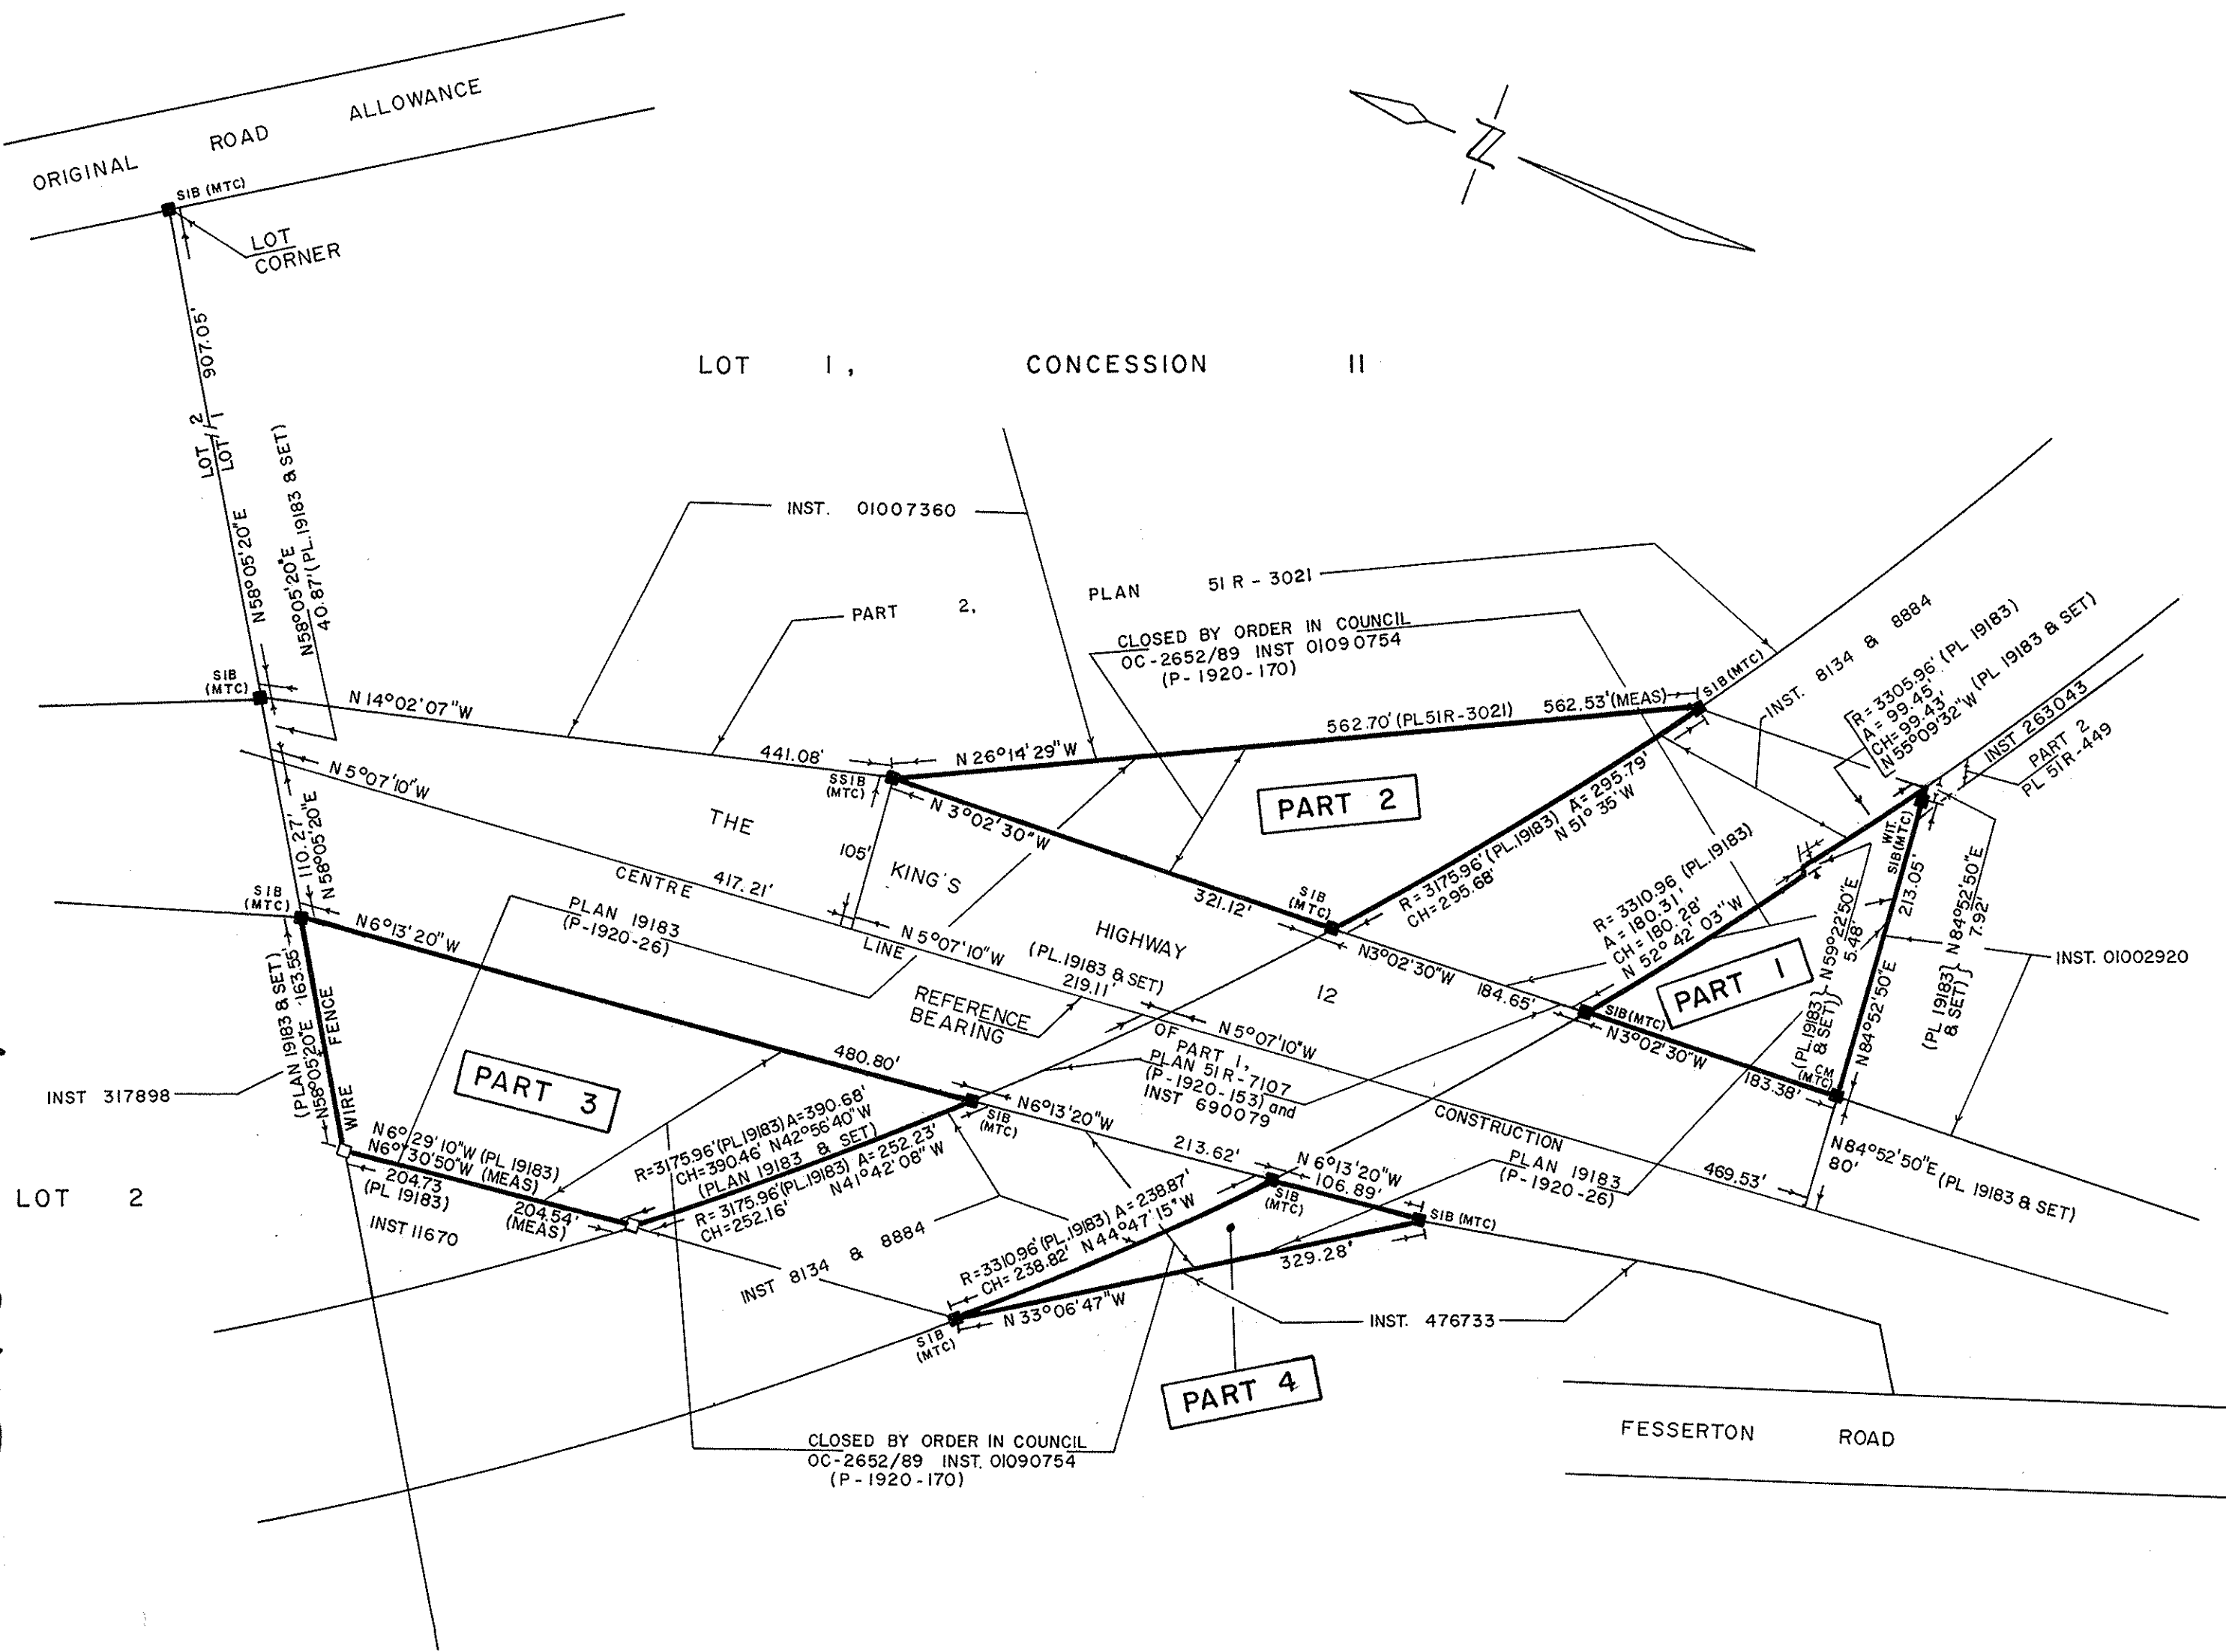 ORIGINAL ROAD ALLOWANCE
SIB (MTC)
LOT
CORNER
907.05'
LOT 2
LOT 1
N58°05'20"E
N58°05'20"E
40.87'(PL.19183 & SET)
LOT 1, CONCESSION II
INST. 01007360
PART 2, PLAN 51R-3021
CLOSED BY ORDER IN COUNCIL
OC-2652/89 INST 01090754
(P-1920-170)
SIB
(MTC)
N 14°02'07"W
441.08'
SSIB
(MTC)
N 26°14'29"W
562.70' (PL51R-3021)
562.53'(MEAS)
SIB (MTC)
INST. 8134 & 8884
R=3305.96' (PL 19183)
A= 99.45'
CH=99.43'
N55°09'32"W (PL 19183 & SET)
INST 263043
PART 2
PL 51R-449
N 5°07'10"W
THE KING'S HIGHWAY 12
105'
N 3°02'30"W
321.12'
PART 2
R=3175.96' (PL.19183) A=295.79'
CH=295.68'
N 51°35'W
SIB
(MTC)
WIT.
SIB(MTC)
213.05'
N84°52'50"E
N 84°52'50"E
7.92'
(PL 19183
& SET)
R=3310.96 (PL.19183)
A=180.31'
CH=180.28'
N 52°42'03"W
N59°22'50"E
5.48'
(PL.19183
& SET)
PART 1
INST. 01002920
110.27'
N 58°05'20"E
CENTRE LINE OF CONSTRUCTION
417.21'
PLAN 19183
(P-1920-26)
SIB
(MTC)
N6°13'20"W
N 5°07'10"W
(PL.19183 & SET)
219.11'
REFERENCE
BEARING
N3°02'30"W
184.65'
SIB(MTC)
N3°02'30"W
183.38'
CM
(MTC)
N 5°07'10"W
PART 1,
PLAN 51R-7107
(P-1920-153) and
INST 690079
(PLAN 19183 & SET)
N58°05'20"E 163.55'
WIRE FENCE
INST 317898
PART 3
480.80'
SIB
(MTC)
N6°13'20"W
213.62'
469.53'
N84°52'50"E (PL 19183 & SET)
80'
LOT 2
N6°29'10"W (PL 19183)
N6°30'50"W (MEAS)
204.73
(PL 19183)
204.54'
(MEAS)
INST 11670
R=3175.96'(PL.19183)A=390.68'
CH=390.46' N42°56'40"W
(PLAN 19183 & SET)
R=3175.96'(PL.19183) A=252.23'
CH=252.16' N41°42'08"W
INST 8134 & 8884
R=3310.96'(PL.19183) A=238.87'
CH=238.82' N44°47'15"W
N 6°13'20"W
106.89'
SIB
(MTC)
SIB (MTC)
PLAN 19183
(P-1920-26)
329.28'
N 33°06'47"W
SIB
(MTC)
INST. 476733
PART 4
CLOSED BY ORDER IN COUNCIL
OC-2652/89 INST. 01090754
(P-1920-170)
FESSERTON ROAD